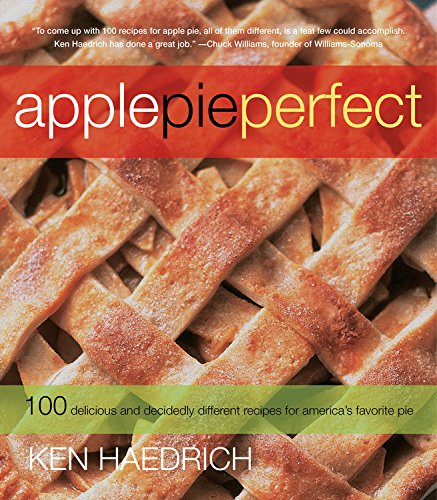 “To come up with 100 recipes for apple pie, all of them different, is a feat few could accomplish.
Ken Haedrich has done a great job.” —Chuck Williams, founder of Williams-Sonoma
applepieperfect
100 delicious and decidedly different recipes for america's favorite pie
KEN HAEDRICH